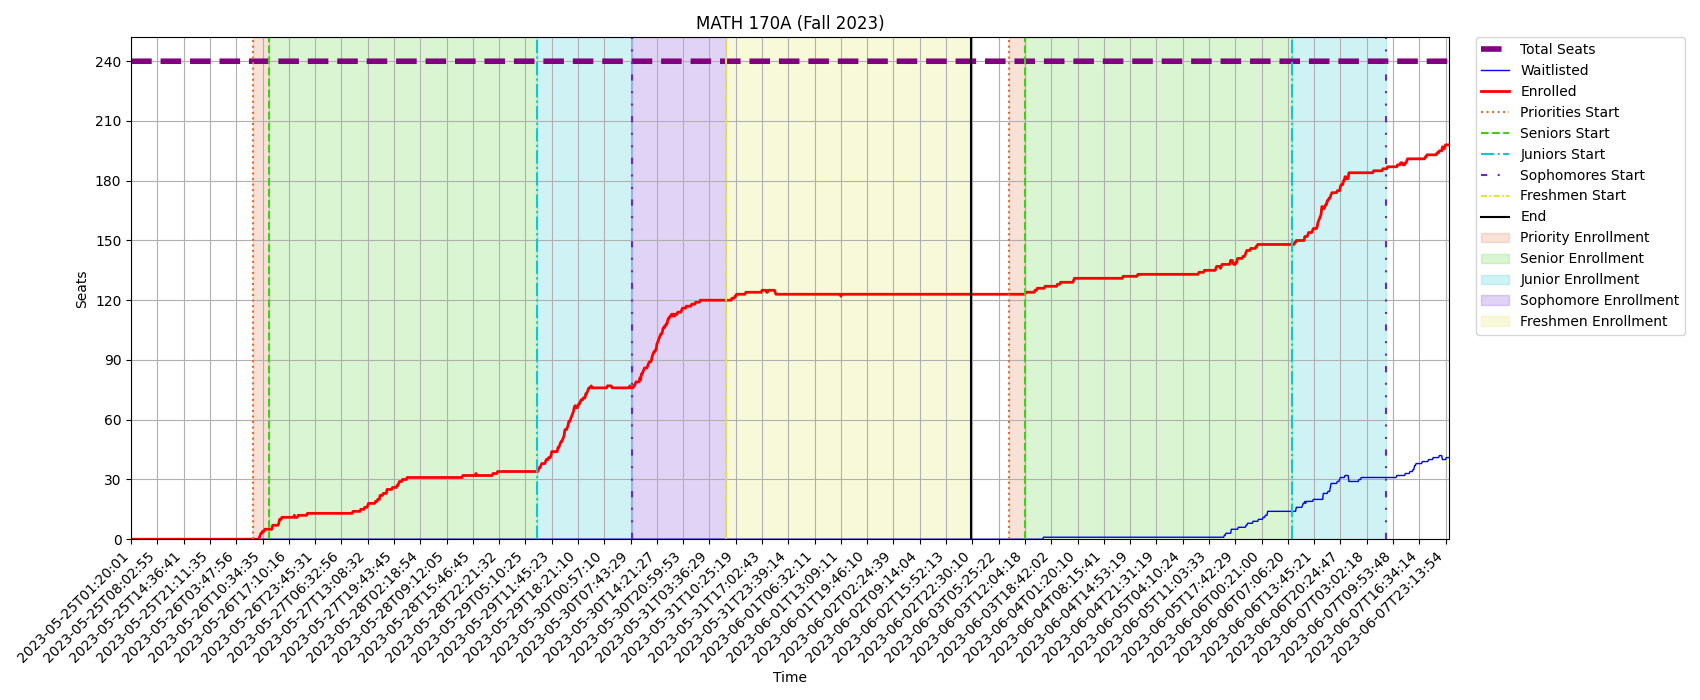 MATH 170A (Fall 2023)
Seats
240
210
180
150
120
90
60
30
0
2023-05-25T01:20:01
2023-05-25T08:02:55
2023-05-25T14:36:41
2023-05-25T21:11:35
2023-05-26T03:47:56
2023-05-26T10:34:35
2023-05-26T17:10:16
2023-05-26T23:45:31
2023-05-27T06:32:56
2023-05-27T13:08:32
2023-05-27T19:43:45
2023-05-28T02:18:54
2023-05-28T09:12:05
2023-05-28T15:46:45
2023-05-28T22:21:32
2023-05-29T05:10:25
2023-05-29T11:45:23
2023-05-29T18:21:10
2023-05-30T00:57:10
2023-05-30T07:43:29
2023-05-30T14:21:27
2023-05-30T20:59:53
2023-05-31T03:36:29
2023-05-31T10:25:19
2023-05-31T17:02:43
2023-05-31T23:39:14
2023-06-01T06:32:11
2023-06-01T13:09:11
2023-06-01T19:46:10
2023-06-02T02:24:39
2023-06-02T09:14:04
2023-06-02T15:52:13
2023-06-02T22:30:10
2023-06-03T05:25:22
2023-06-03T12:04:18
2023-06-03T18:42:02
2023-06-04T01:20:10
2023-06-04T08:15:41
2023-06-04T14:53:19
2023-06-04T21:31:19
2023-06-05T04:10:24
2023-06-05T11:03:33
2023-06-05T17:42:29
2023-06-06T00:21:00
2023-06-06T07:06:20
2023-06-06T13:45:21
2023-06-06T20:24:47
2023-06-07T03:02:18
2023-06-07T09:53:48
2023-06-07T16:34:14
2023-06-07T23:13:54
Time
Total Seats
Waitlisted
Enrolled
Priorities Start
Seniors Start
Juniors Start
Sophomores Start
Freshmen Start
End
Priority Enrollment
Senior Enrollment
Junior Enrollment
Sophomore Enrollment
Freshmen Enrollment